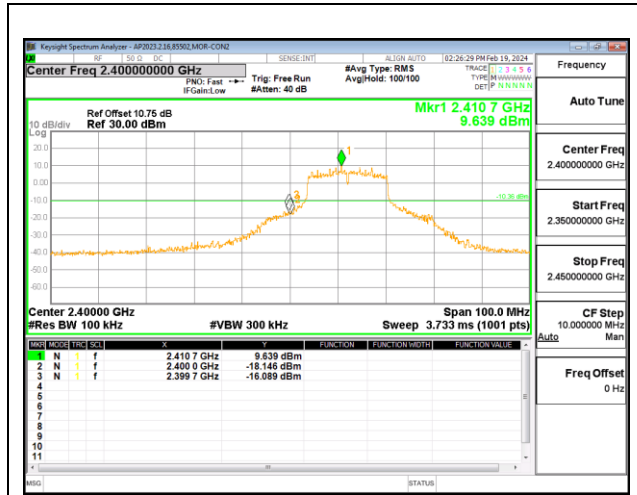 Keysight Spectrum Analyzer - AP2023.2.16,85502,MOR-CON2
RF 50 Ω DC SENSE:INT ALIGN AUTO 02:26:29 PM Feb 19, 2024
Center Freq 2.400000000 GHz
PNO: Fast
IFGain:Low
Trig: Free Run
#Atten: 40 dB
#Avg Type: RMS
Avg|Hold: 100/100
TRACE 1 2 3 4 5 6
TYPE M
DET P N N N N N
Mkr1 2.410 7 GHz
9.639 dBm
Ref Offset 10.75 dB
Ref 30.00 dBm
10 dB/div
Log
20.0
10.0
0.00
-10.0
-20.0
-30.0
-40.0
-50.0
-60.0
1
3
-10.36 dBm
Center 2.40000 GHz Span 100.0 MHz
#Res BW 100 kHz #VBW 300 kHz Sweep 3.733 ms (1001 pts)
MKR MODE TRC SCL X Y FUNCTION FUNCTION WIDTH FUNCTION VALUE
1 N 1 f 2.410 7 GHz 9.639 dBm
2 N 1 f 2.400 0 GHz -18.146 dBm
3 N 1 f 2.399 7 GHz -16.089 dBm
4
5
6
7
8
9
10
11
MSG STATUS
Frequency
Auto Tune
Center Freq
2.400000000 GHz
Start Freq
2.350000000 GHz
Stop Freq
2.450000000 GHz
CF Step
10.000000 MHz
Auto Man
Freq Offset
0 Hz